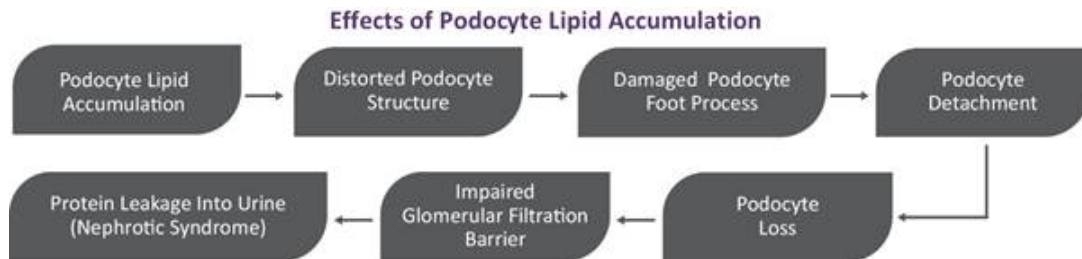 Effects of Podocyte Lipid Accumulation
Podocyte Lipid
Accumulation
Distorted Podocyte
Structure
Damaged Podocyte
Foot Process
Podocyte
Detachment
Podocyte
Loss
Impaired
Glomerular Filtration
Barrier
Protein Leakage Into Urine
(Nephrotic Syndrome)